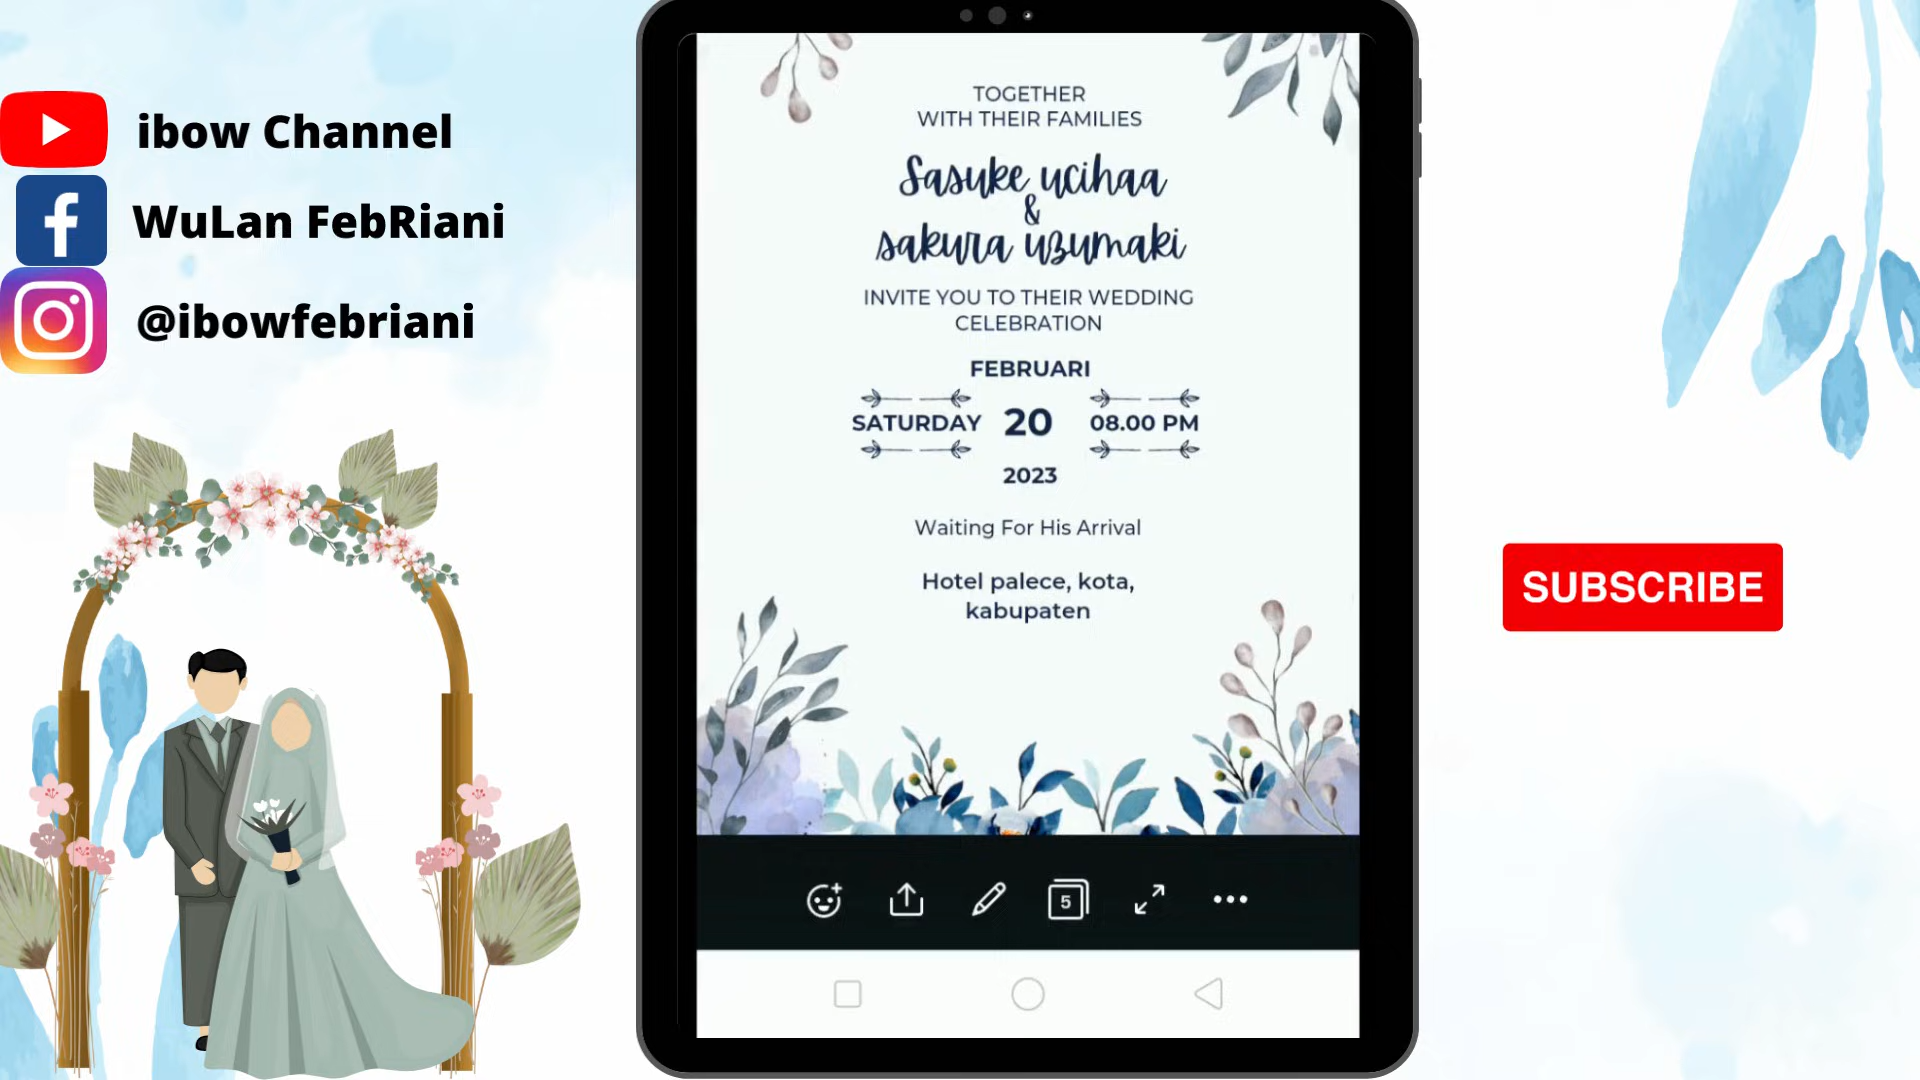 ibow Channel
WuLan FebRiani
@ibowfebriani
TOGETHER
WITH THEIR FAMILIES
Sasuke ucihaa
&
sakura uzumaki
INVITE YOU TO THEIR WEDDING
CELEBRATION
FEBRUARI
SATURDAY 20 08.00 PM
2023
Waiting For His Arrival
Hotel palece, kota,
kabupaten
5
SUBSCRIBE